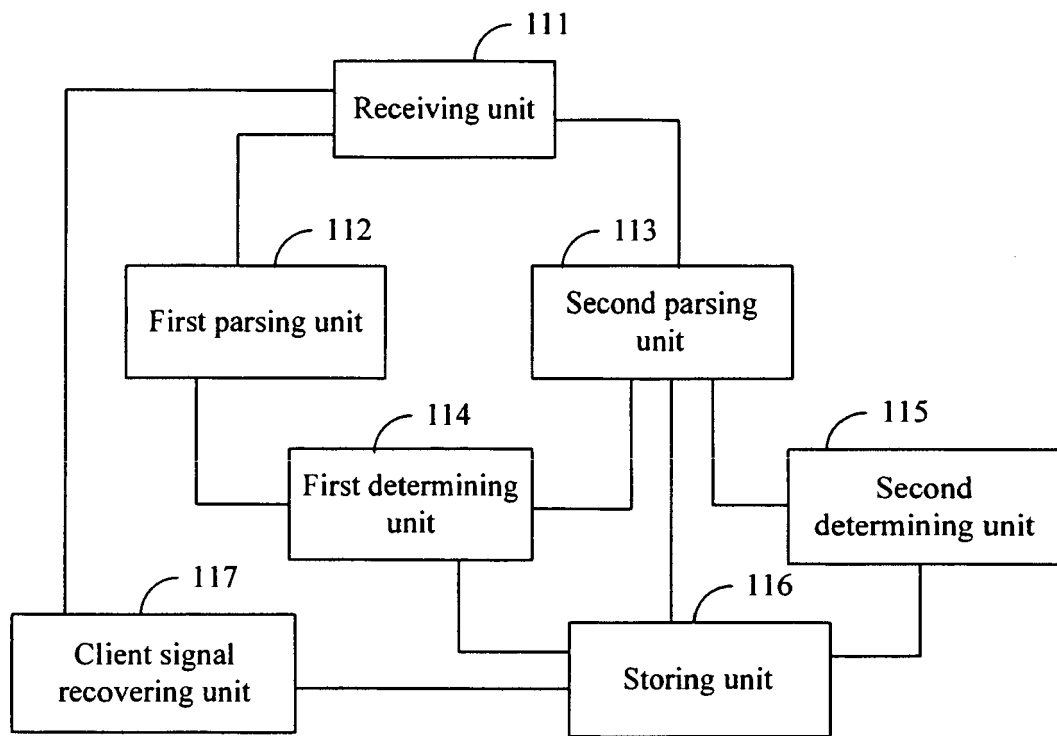 111
Receiving unit
112
113
First parsing unit
Second parsing
unit
114
115
First determining
unit
Second
determining unit
117
116
Client signal
recovering unit
Storing unit